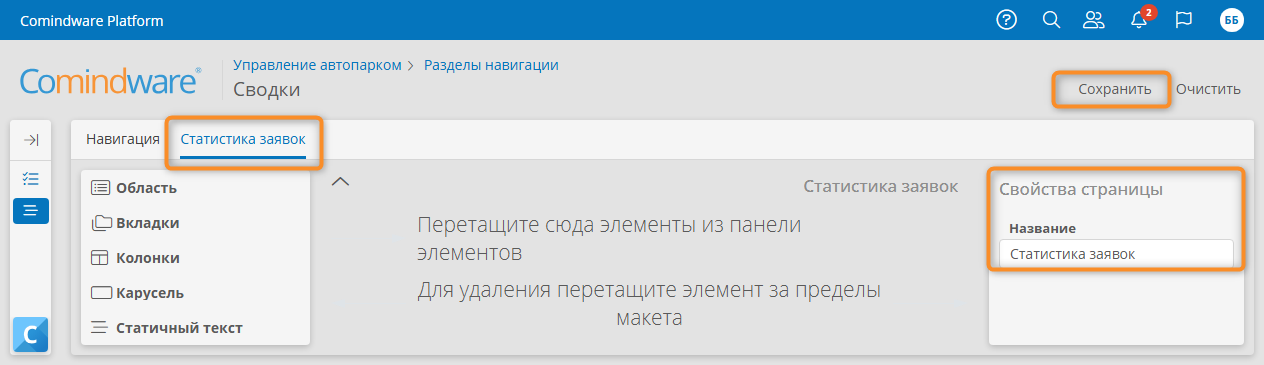 Comindware Platform
2
ББ
Comindware®
Управление автопарком > Разделы навигации
Сводки
Сохранить
Очистить
Навигация
Статистика заявок
Область
Вкладки
Колонки
Карусель
Статичный текст
C
Статистика заявок
Перетащите сюда элементы из панели
элементов
Для удаления перетащите элемент за пределы
макета
Свойства страницы
Название
Статистика заявок